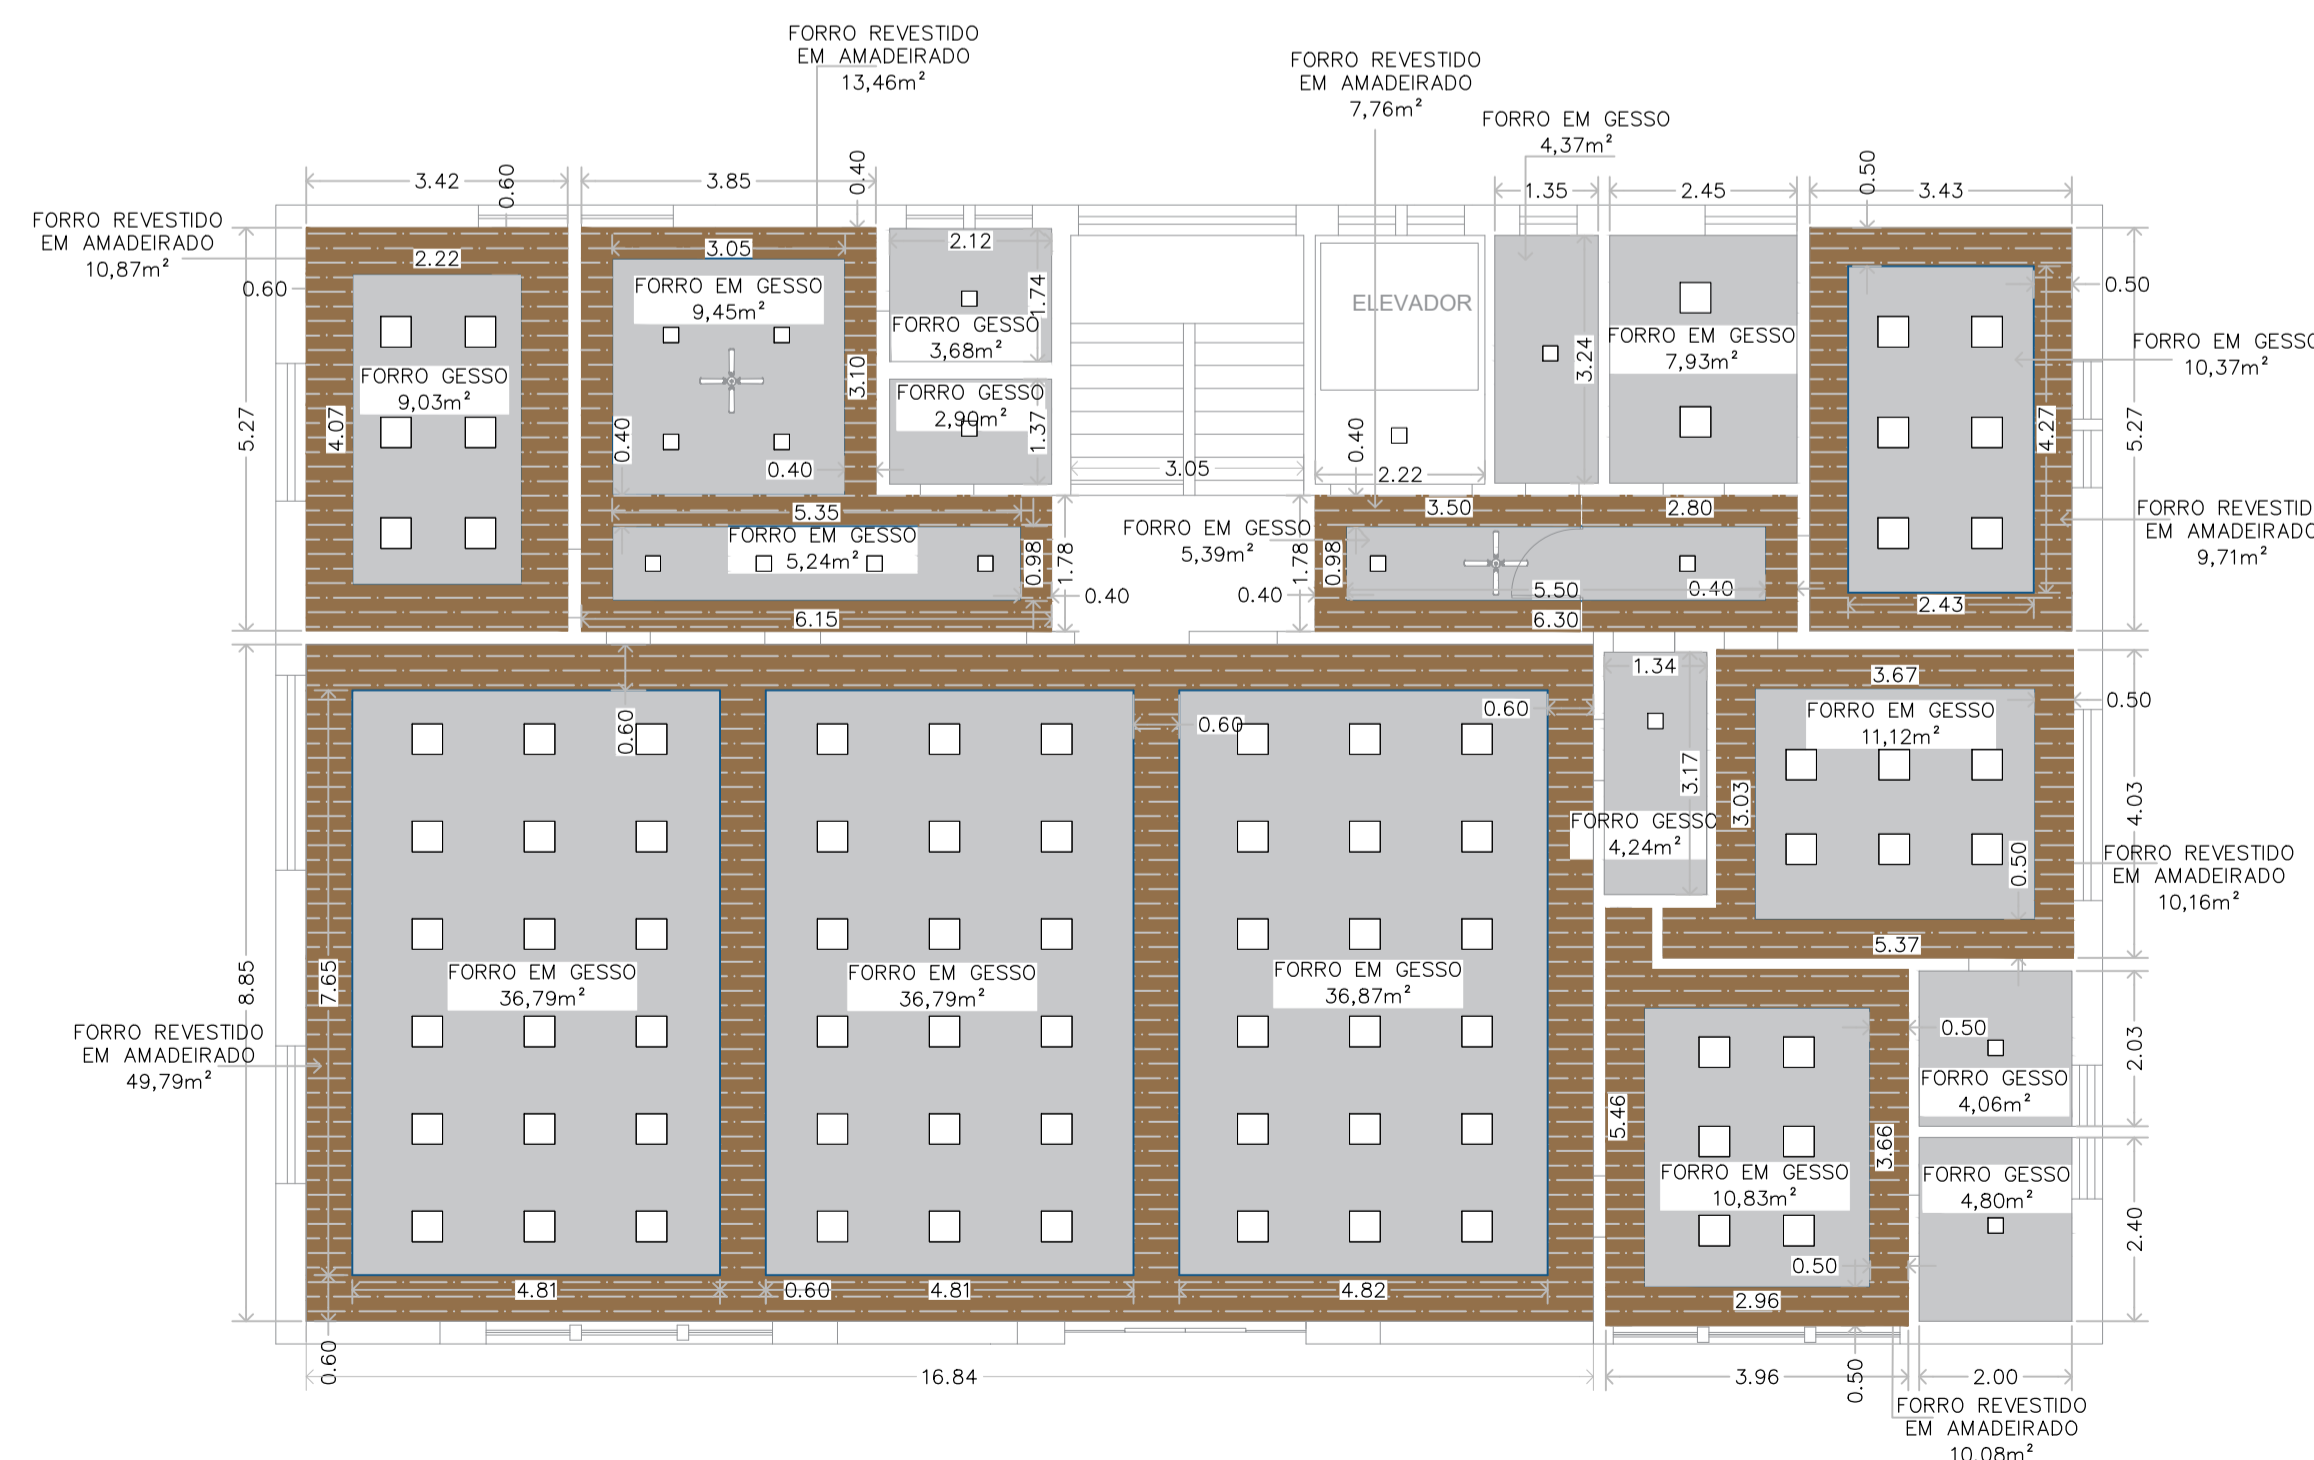 FORRO REVESTIDO
EM AMADEIRADO
13,46m²
FORRO REVESTIDO
EM AMADEIRADO
7,76m²
FORRO EM GESSO
4,37m²
3.42
0.60
3.85
0.40
1.35
2.45
0.50
3.43
FORRO REVESTIDO
EM AMADEIRADO
10,87m²
0.60
2.22
3.05
2.12
1.74
FORRO EM GESSO
9,45m²
FORRO GESSO
3,68m²
ELEVADOR
3.24
FORRO EM GESSO
7,93m²
0.50
FORRO EM GESSO
10,37m²
FORRO GESSO
9,03m²
3.10
FORRO GESSO
2,90m²
1.37
5.27
4.07
0.40
0.40
3.05
0.40
2.22
4.27
5.27
5.35
FORRO EM GESSO
5,24m²
0.98
1.78
0.40
6.15
FORRO EM GESSO
5,39m²
1.78
0.98
0.40
3.50
2.80
5.50
0.40
6.30
FORRO REVESTID
EM AMADEIRADO
9,71m²
2.43
0.60
0.60
0.60
1.34
3.17
FORRO GESSO
4,24m²
3.67
0.50
FORRO EM GESSO
11,12m²
3.03
0.50
4.03
FORRO REVESTIDO
EM AMADEIRADO
10,16m²
5.37
8.85
7.65
FORRO EM GESSO
36,79m²
FORRO EM GESSO
36,79m²
FORRO EM GESSO
36,87m²
FORRO REVESTIDO
EM AMADEIRADO
49,79m²
0.50
2.03
FORRO GESSO
4,06m²
5.46
3.66
FORRO EM GESSO
10,83m²
FORRO GESSO
4,80m²
2.40
0.50
4.81
0.60
4.81
4.82
2.96
0.60
16.84
3.96
0.50
2.00
FORRO REVESTIDO
EM AMADEIRADO
10,08m²